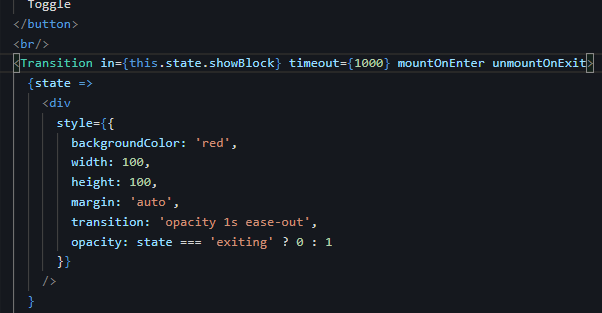 Toggle
</button>
<br/>
<Transition in={this.state.showBlock} timeout={1000} mountOnEnter unmountOnExit>
{state =>
<div
style={{
backgroundColor: 'red',
width: 100,
height: 100,
margin: 'auto',
transition: 'opacity 1s ease-out',
opacity: state === 'exiting' ? 0 : 1
}}
/>
}